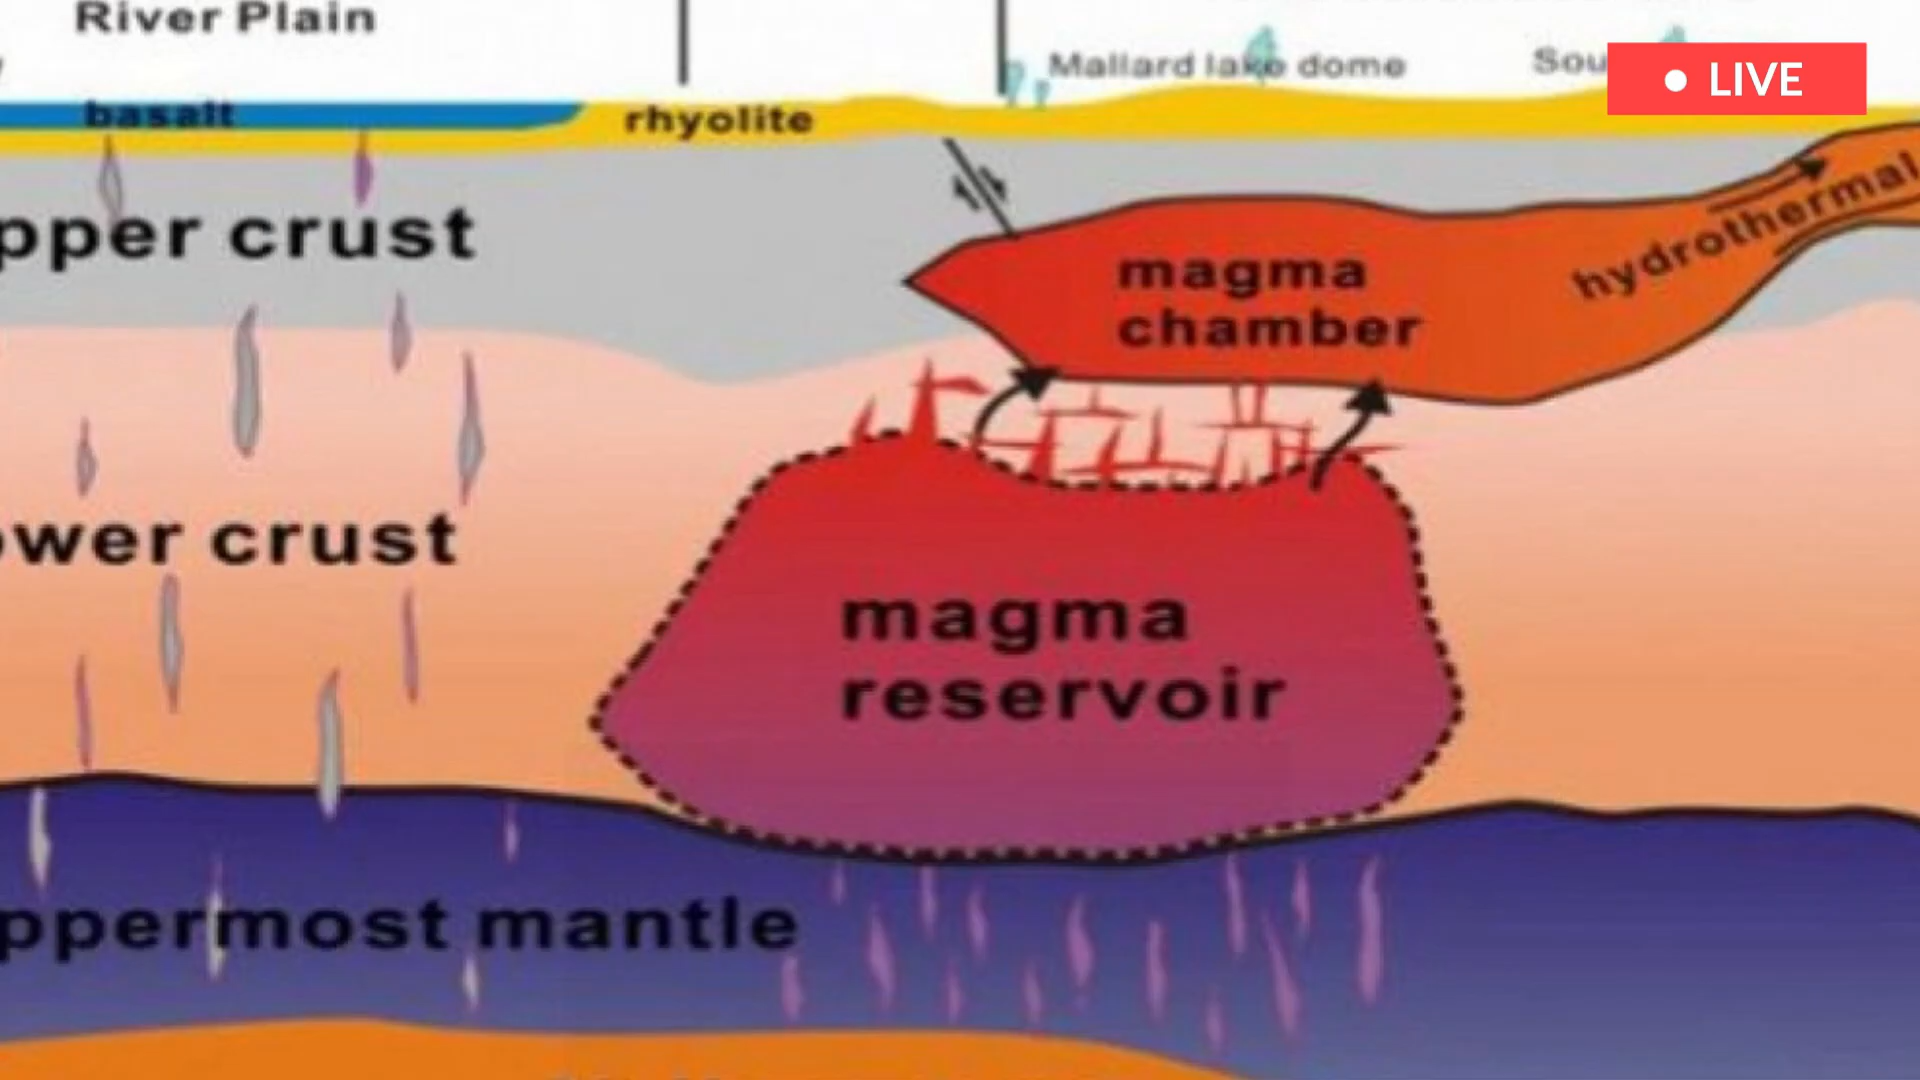 River Plain
Mallard lake dome
Sou
LIVE
basalt
rhyolite
pper crust
hydrothermal
magma
chamber
ower crust
magma
reservoir
ppermost mantle